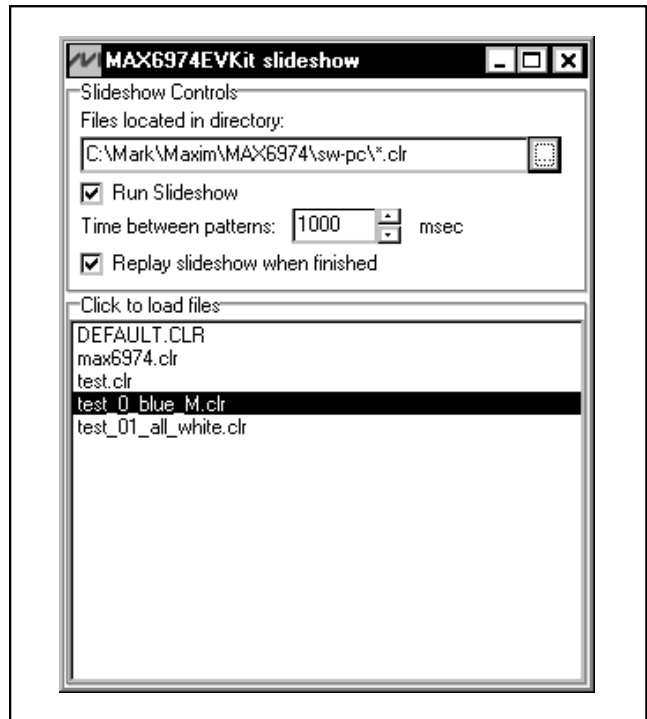 MAX6974EVKit slideshow
Slideshow Controls
Files located in directory:
C:\Mark\Maxim\MAX6974\sw-pc\*.clr
Run Slideshow
Time between patterns: 1000 msec
Replay slideshow when finished
Click to load files
DEFAULT.CLR
max6974.clr
test.clr
test_0_blue_M.clr
test_01_all_white.clr